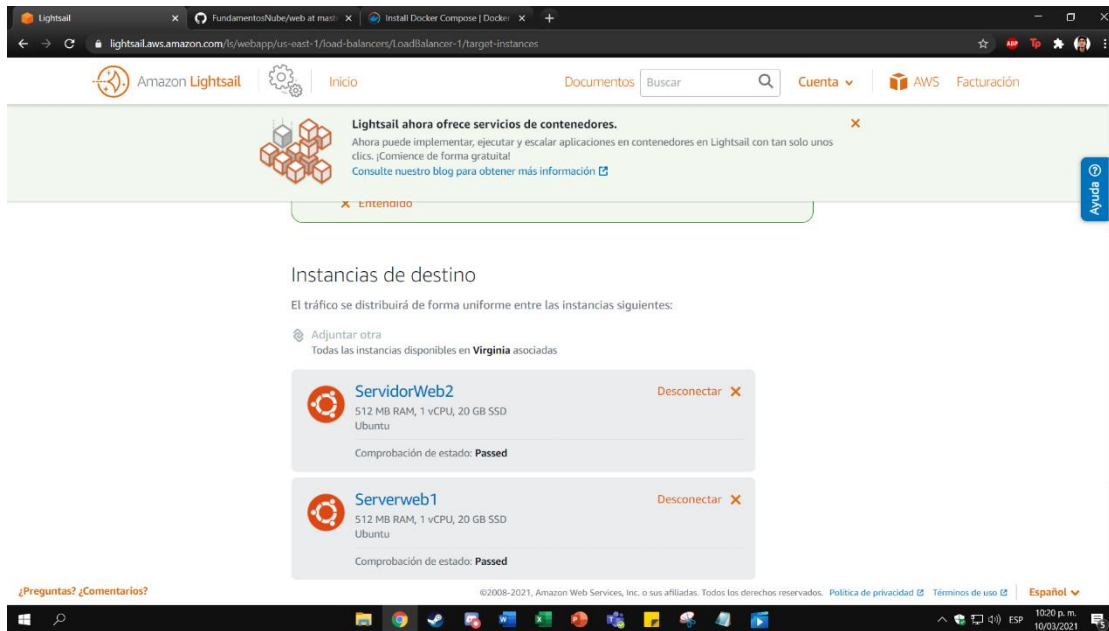 Lightsail
FundamentosNube/web at mast
Install Docker Compose | Docker
lightsail.aws.amazon.com/ls/webapp/us-east-1/load-balancers/LoadBalancer-1/target-instances
ABP
Tp
Amazon Lightsail
Inicio
Documentos
Buscar
Cuenta
AWS
Facturación
Lightsail ahora ofrece servicios de contenedores.
Ahora puede implementar, ejecutar y escalar aplicaciones en contenedores en Lightsail con tan solo unos
clics. ¡Comience de forma gratuita!
Consulte nuestro blog para obtener más información
Ayuda
Entendido
Instancias de destino
El tráfico se distribuirá de forma uniforme entre las instancias siguientes:
Adjuntar otra
Todas las instancias disponibles en Virginia asociadas
ServidorWeb2
Desconectar
512 MB RAM, 1 vCPU, 20 GB SSD
Ubuntu
Comprobación de estado: Passed
Serverweb1
Desconectar
512 MB RAM, 1 vCPU, 20 GB SSD
Ubuntu
Comprobación de estado: Passed
¿Preguntas? ¿Comentarios?
©2008-2021, Amazon Web Services, Inc. o sus afiliadas. Todos los derechos reservados.
Política de privacidad
Términos de uso
Español
ESP
10:20 p. m.
10/03/2021
5